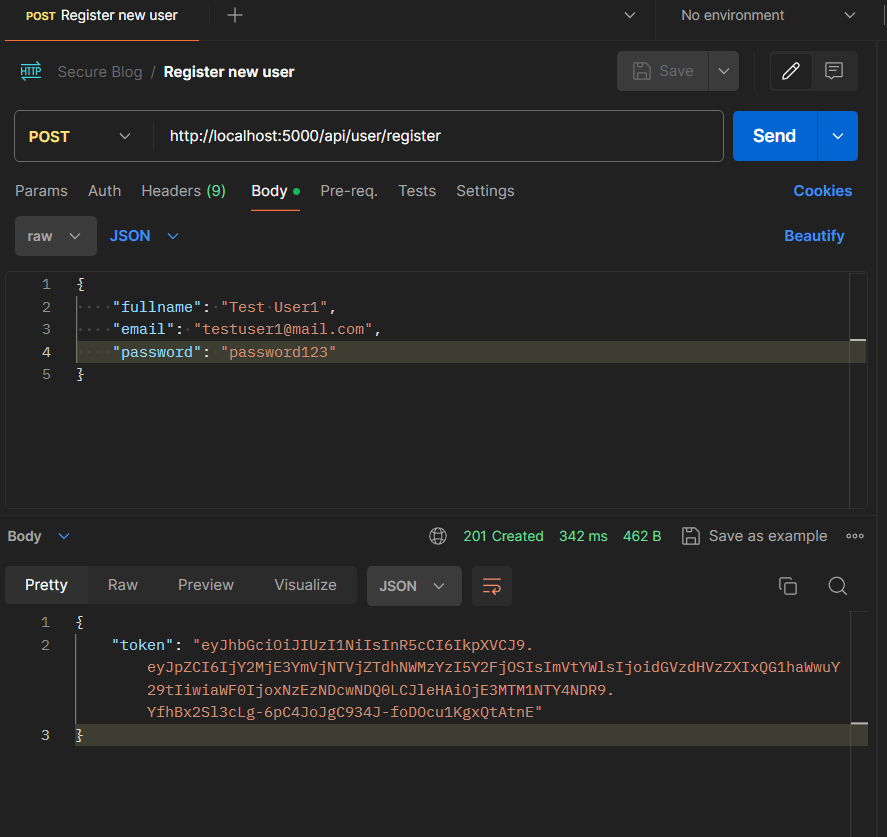 POST Register new user
No environment
HTTP Secure Blog / Register new user
Save
POST http://localhost:5000/api/user/register
Send
Params Auth Headers (9) Body Pre-req. Tests Settings Cookies
raw JSON Beautify
1 {
2 "fullname": "Test User1",
3 "email": "testuser1@mail.com",
4 "password": "password123"
5 }
Body 201 Created 342 ms 462 B Save as example
Pretty Raw Preview Visualize JSON
1 {
2 "token": "eyJhbGciOiJIUzI1NiIsInR5cCI6IkpXVCJ9.
eyJpZCI6IjY2MjE3YmVjNTVjZTdhNWMzYzI5Y2FjOSIsImVtYWlsIjoidGVzdHVzZXIxQG1haWwuY
29tIiwiaWF0IjoxNzEzNDcwNDQ0LCJleHAiOjE3MTM1NTY4NDR9.
YfhBx2Sl3cLg-6pC4JoJgC934J-foDOcu1KgxQtAtnE"
3 }